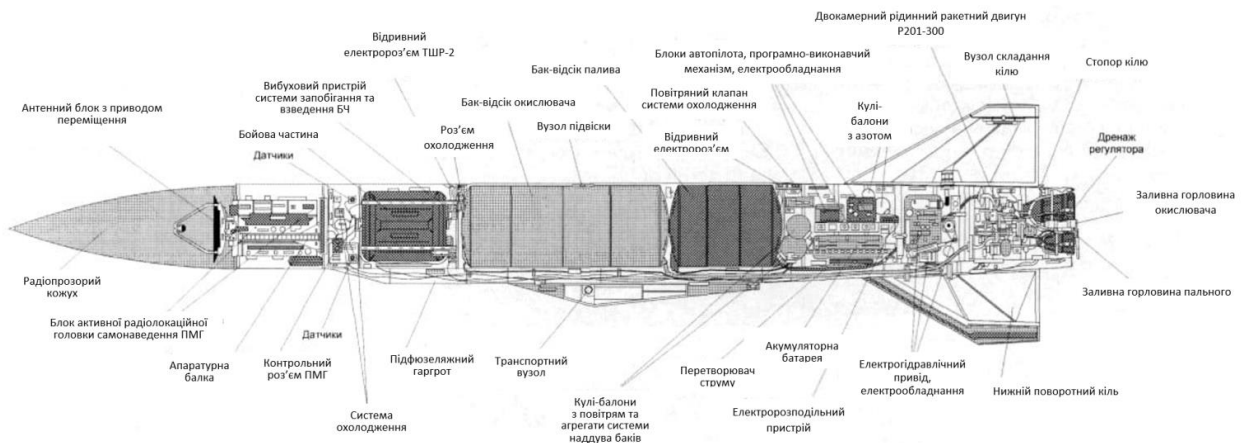 Двокамерний рідинний ракетний двигун
Р201-300
Відривний
електророз’єм ТШР-2
Блоки автопілота, програмно-виконавчий
механізм, електрообладнання
Вузол складання
кілю
Стопор кілю
Вибуховий пристрій
системи запобігання та
взведення БЧ
Бак-відсік палива
Повітряний клапан
системи охолодження
Антенний блок з приводом
переміщення
Бак-відсік окислювача
Кулі-
балони
з азотом
Бойова частина
Роз’єм
охолодження
Вузол підвіски
Відривний
електророз’єм
Дренаж
регулятора
Датчики
Заливна горловина
окислювача
Радіопрозорий
кожух
Заливна горловина пального
Блок активної радіолокаційної
головки самонаведення ПМГ
Датчики
Апаратурна
балка
Контрольний
роз’єм ПМГ
Підфюзеляжний
гаргрот
Транспортний
вузол
Перетворювач
струму
Акумуляторна
батарея
Електрогідравлічний
привід,
електрообладнання
Нижній поворотний кіль
Система
охолодження
Кулі-балони
з повітрям та
агрегати системи
наддува баків
Електророзподільний
пристрій